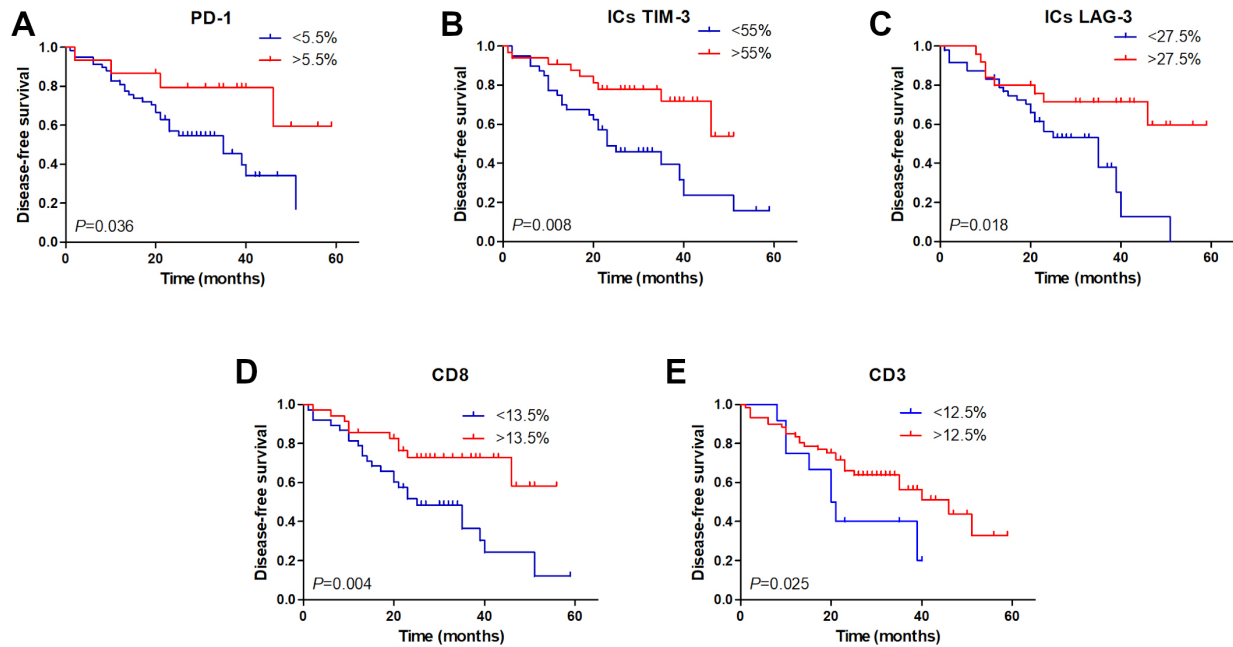 A
PD-1
<5.5%
>5.5%
Disease-free survival
1.0
0.8
0.6
0.4
0.2
0.0
P=0.036
0 20 40 60
Time (months)
B
ICs TIM-3
<55%
>55%
Disease-free survival
1.0
0.8
0.6
0.4
0.2
0.0
P=0.008
0 20 40 60
Time (months)
C
ICs LAG-3
<27.5%
>27.5%
Disease-free survival
1.0
0.8
0.6
0.4
0.2
0.0
P=0.018
0 20 40 60
Time (months)
D
CD8
<13.5%
>13.5%
Disease-free survival
1.0
0.8
0.6
0.4
0.2
0.0
P=0.004
0 20 40 60
Time (months)
E
CD3
<12.5%
>12.5%
Disease-free survival
1.0
0.8
0.6
0.4
0.2
0.0
P=0.025
0 20 40 60
Time (months)